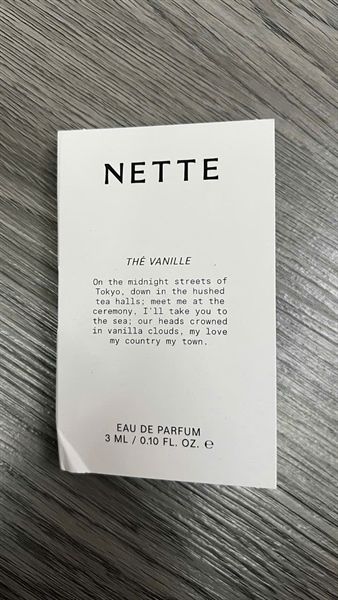 NETTE
THÉ VANILLE
On the midnight streets of
Tokyo, down in the hushed
tea halls; meet me at the
ceremony, I'll take you to
the sea; our heads crowned
in vanilla clouds, my love
my country my town.
EAU DE PARFUM
3 ML / 0.10 FL. OZ. ℮